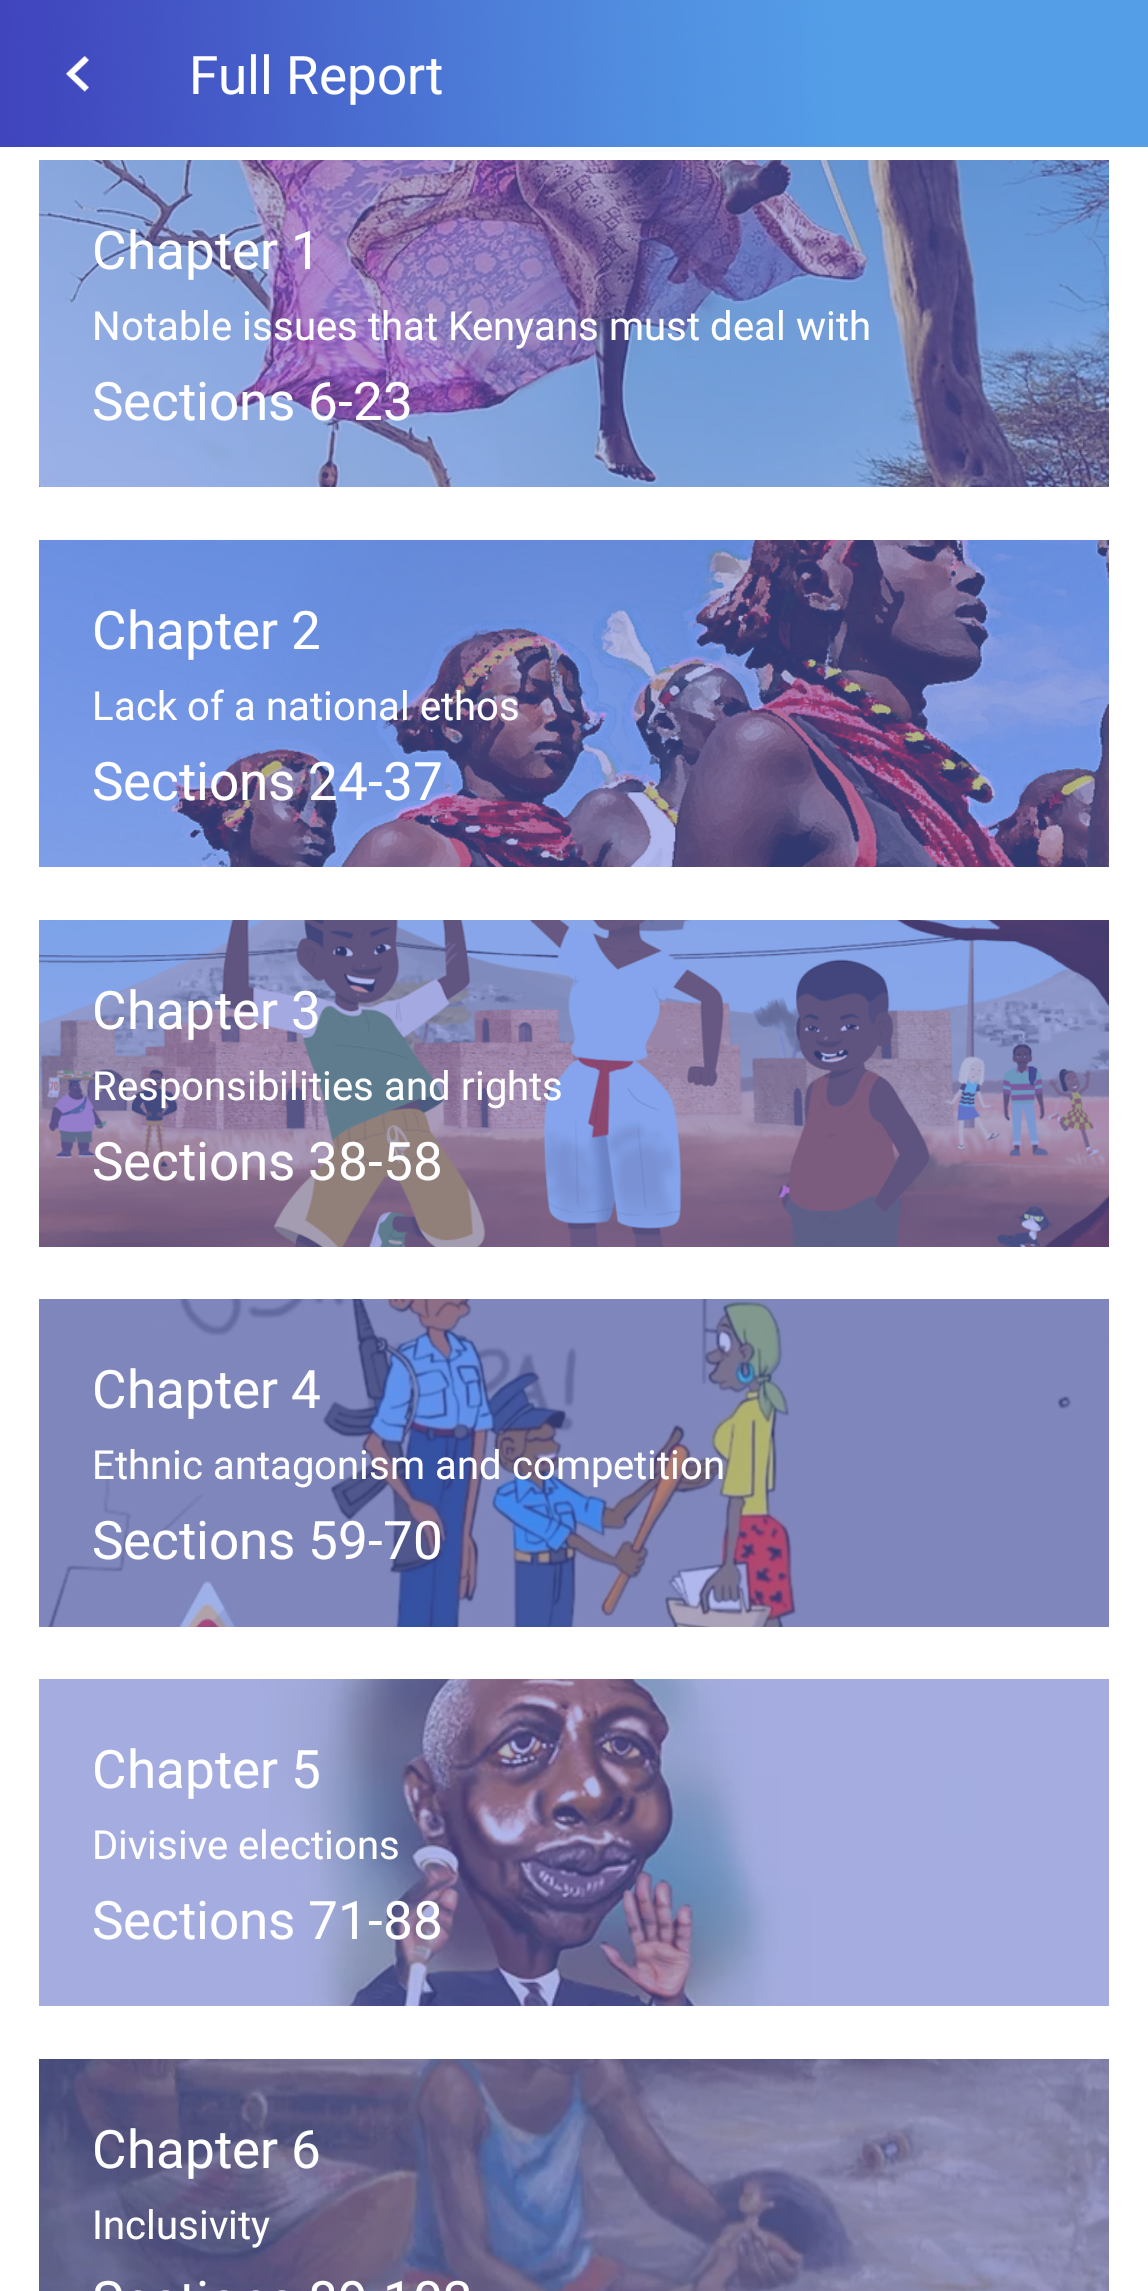 Full Report
Chapter 1
Notable issues that Kenyans must deal with
Sections 6-23
Chapter 2
Lack of a national ethos
Sections 24-37
Chapter 3
Responsibilities and rights
Sections 38-58
Chapter 4
Ethnic antagonism and competition
Sections 59-70
Chapter 5
Divisive elections
Sections 71-88
Chapter 6
Inclusivity
Sections